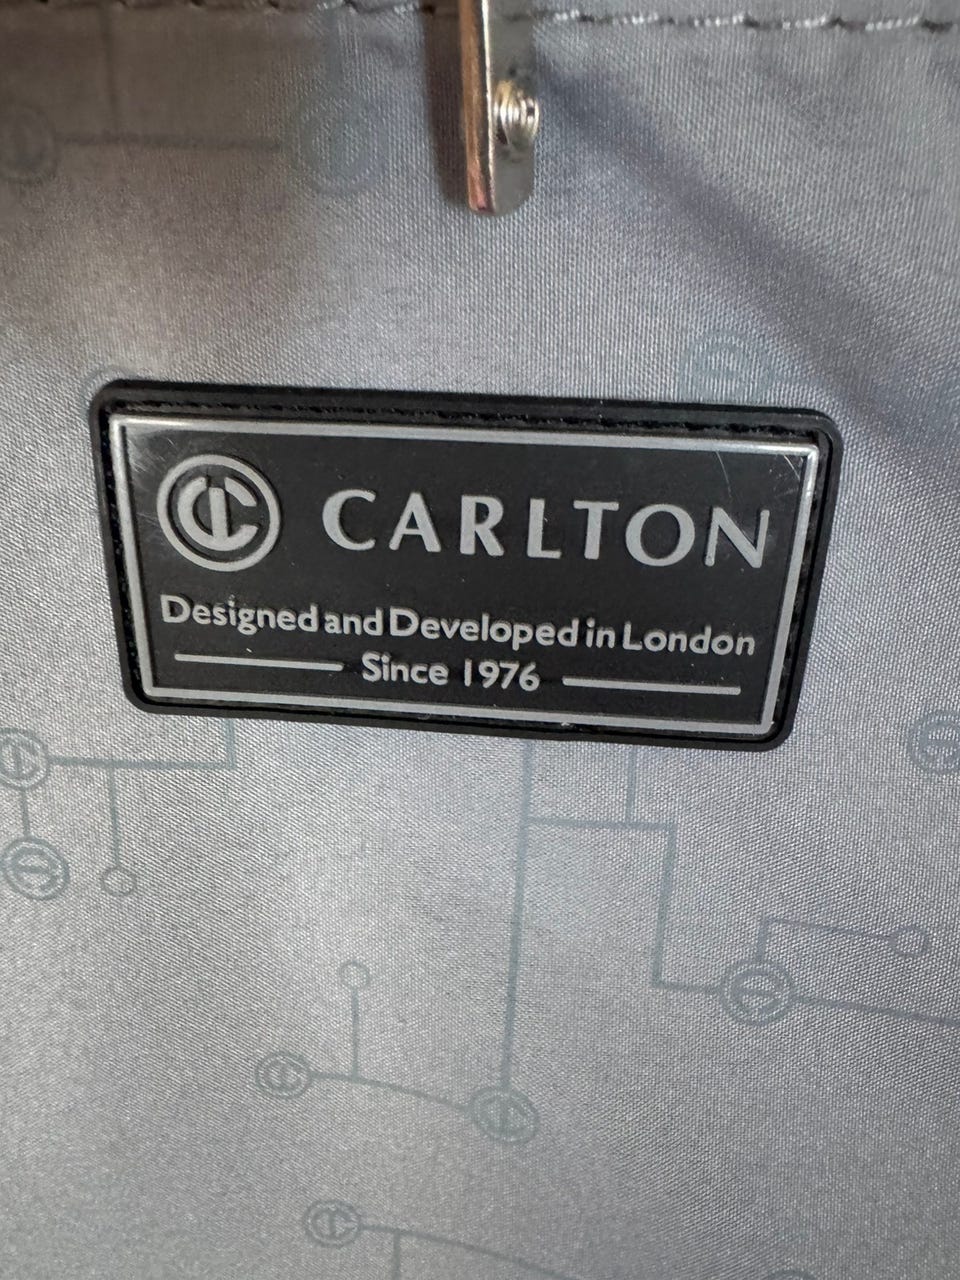 CARLTON
Designed and Developed in London
Since 1976